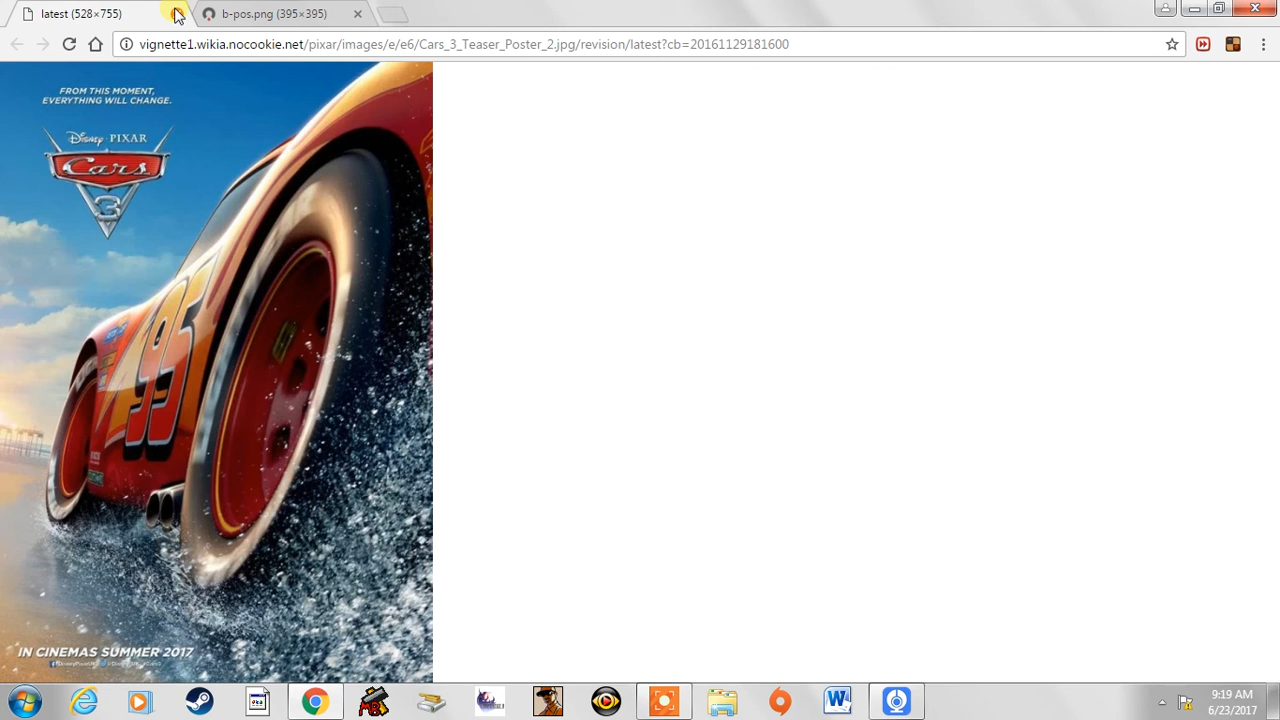 latest (528×755)
b-pos.png (395×395)
vignette1.wikia.nocookie.net/pixar/images/e/e6/Cars_3_Teaser_Poster_2.jpg/revision/latest?cb=20161129181600
FROM THIS MOMENT,
EVERYTHING WILL CHANGE.
Disney · PIXAR
Cars
3
95
IN CINEMAS SUMMER 2017
W
9:19 AM
6/23/2017